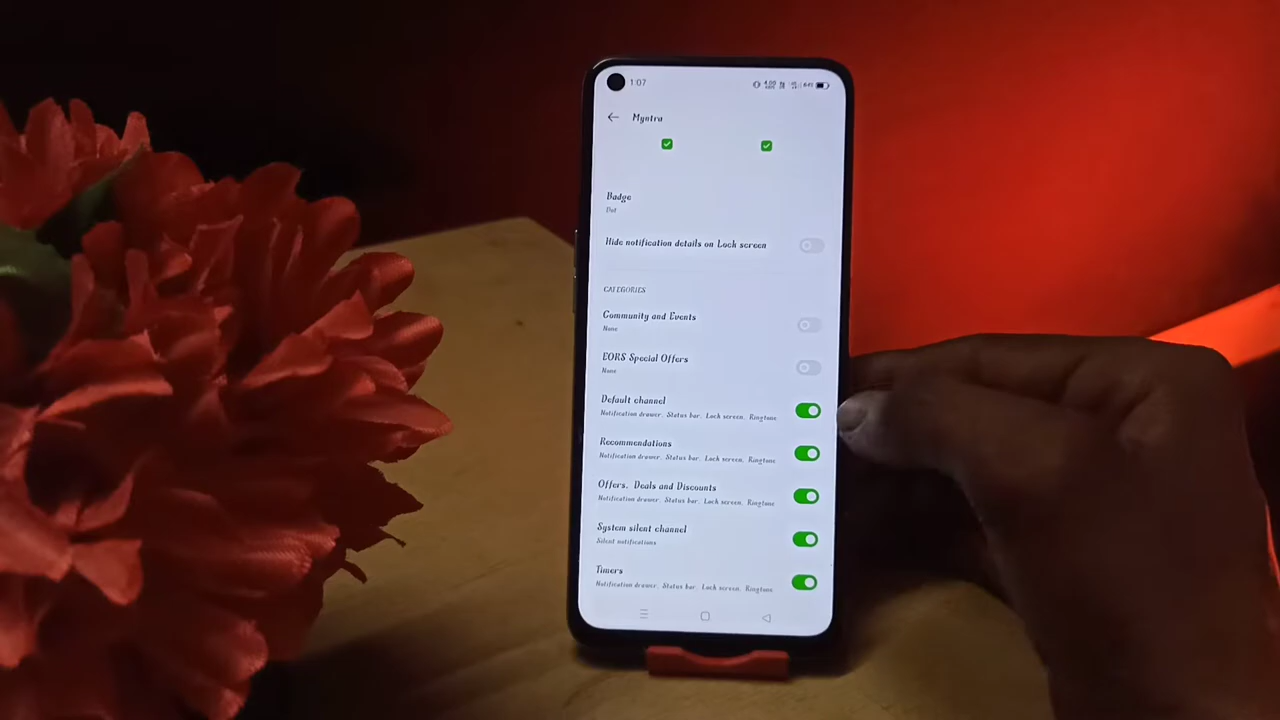 1:07
Myntra
Badge
Dot
Hide notification details on Lock screen
CATEGORIES
Community and Events
None
EORS Special Offers
None
Default channel
Notification drawer, Status bar, Lock screen, Ringtone
Recommendations
Notification drawer, Status bar, Lock screen, Ringtone
Offers, Deals and Discounts
Notification drawer, Status bar, Lock screen, Ringtone
System silent channel
Silent notifications
Timers
Notification drawer, Status bar, Lock screen, Ringtone